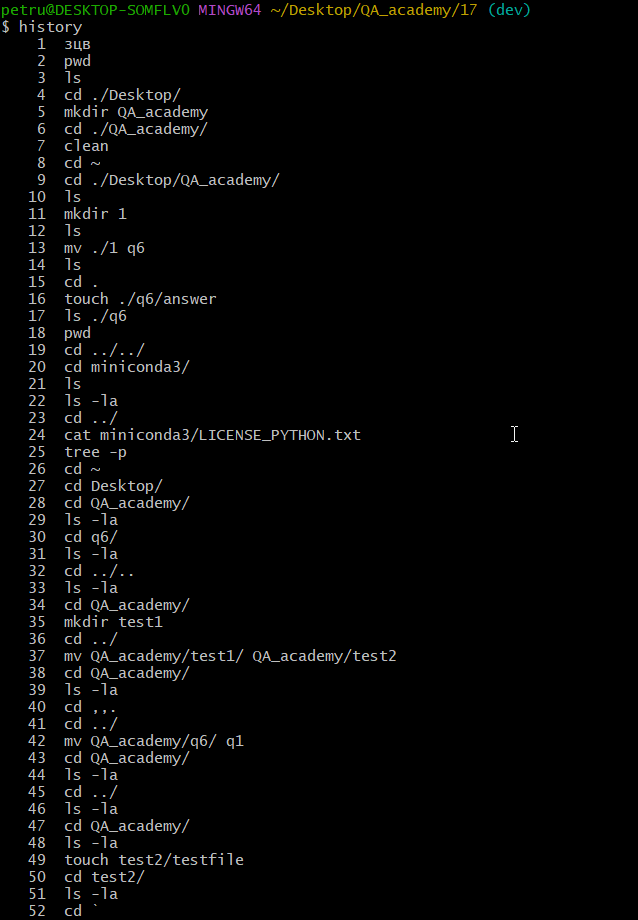 petru@DESKTOP-SOMFLVO MINGW64 ~/Desktop/QA_academy/17 (dev)
$ history
1 зцв
2 pwd
3 ls
4 cd ./Desktop/
5 mkdir QA_academy
6 cd ./QA_academy/
7 clean
8 cd ~
9 cd ./Desktop/QA_academy/
10 ls
11 mkdir 1
12 ls
13 mv ./1 q6
14 ls
15 cd .
16 touch ./q6/answer
17 ls ./q6
18 pwd
19 cd ../../
20 cd miniconda3/
21 ls
22 ls -la
23 cd ../
24 cat miniconda3/LICENSE_PYTHON.txt
25 tree -p
26 cd ~
27 cd Desktop/
28 cd QA_academy/
29 ls -la
30 cd q6/
31 ls -la
32 cd ../..
33 ls -la
34 cd QA_academy/
35 mkdir test1
36 cd ../
37 mv QA_academy/test1/ QA_academy/test2
38 cd QA_academy/
39 ls -la
40 cd ,,.
41 cd ../
42 mv QA_academy/q6/ q1
43 cd QA_academy/
44 ls -la
45 cd ../
46 ls -la
47 cd QA_academy/
48 ls -la
49 touch test2/testfile
50 cd test2/
51 ls -la
52 cd `